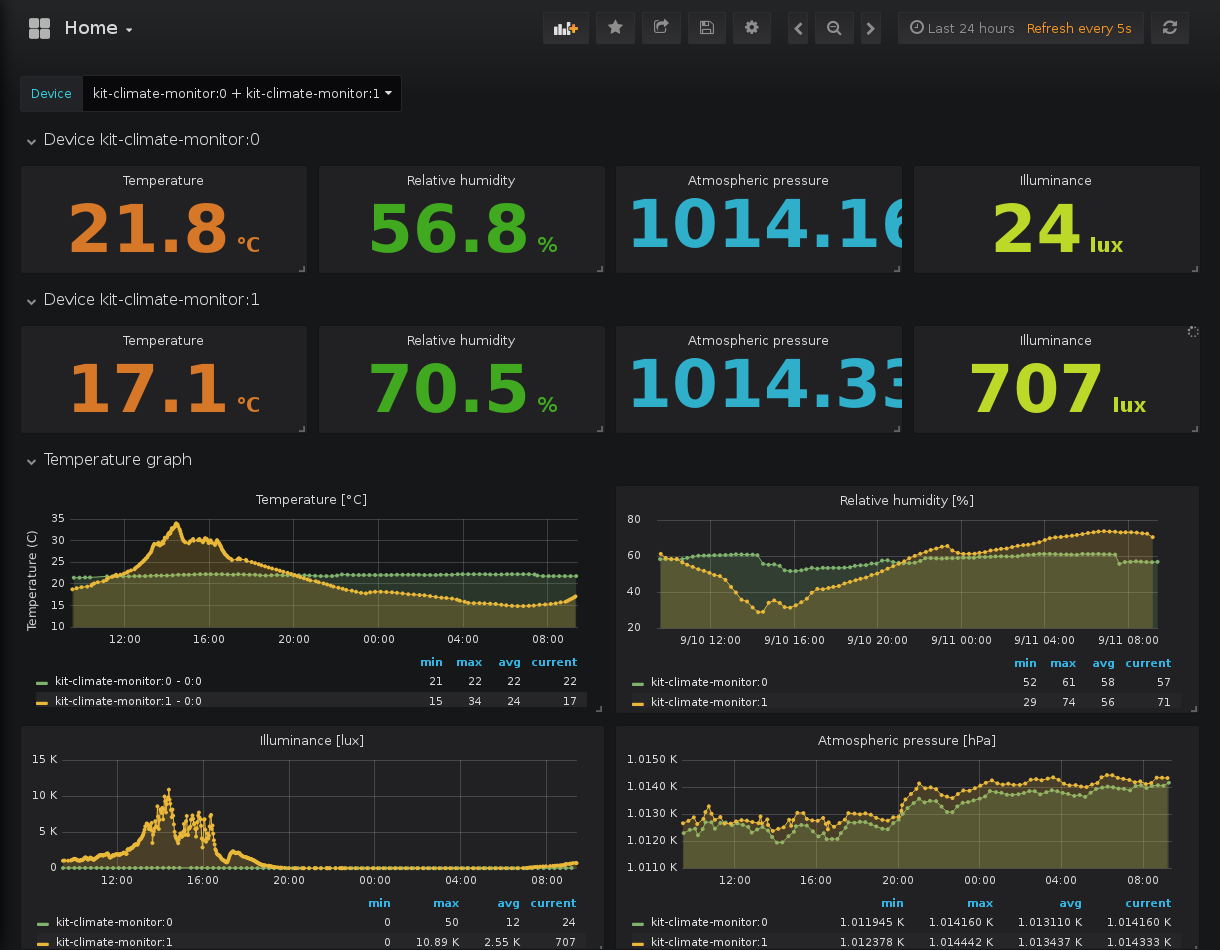 Home
Last 24 hours Refresh every 5s
Device kit-climate-monitor:0 + kit-climate-monitor:1
Device kit-climate-monitor:0
Temperature Relative humidity Atmospheric pressure Illuminance
21.8 °C 56.8 % 1014.16 24 lux
Device kit-climate-monitor:1
Temperature Relative humidity Atmospheric pressure Illuminance
17.1 °C 70.5 % 1014.33 707 lux
Temperature graph
Temperature [°C]
Temperature (C)
35
30
25
20
15
10
12:00 16:00 20:00 00:00 04:00 08:00
min max avg current
kit-climate-monitor:0 - 0:0 21 22 22 22
kit-climate-monitor:1 - 0:0 15 34 24 17
Relative humidity [%]
80
60
40
20
9/10 12:00 9/10 16:00 9/10 20:00 9/11 00:00 9/11 04:00 9/11 08:00
min max avg current
kit-climate-monitor:0 52 61 58 57
kit-climate-monitor:1 29 74 56 71
Illuminance [lux]
15 K
10 K
5 K
0
12:00 16:00 20:00 00:00 04:00 08:00
min max avg current
kit-climate-monitor:0 0 50 12 24
kit-climate-monitor:1 0 10.89 K 2.55 K 707
Atmospheric pressure [hPa]
1.0150 K
1.0140 K
1.0130 K
1.0120 K
1.0110 K
12:00 16:00 20:00 00:00 04:00 08:00
min max avg current
kit-climate-monitor:0 1.011945 K 1.014160 K 1.013110 K 1.014160 K
kit-climate-monitor:1 1.012378 K 1.014442 K 1.013437 K 1.014333 K